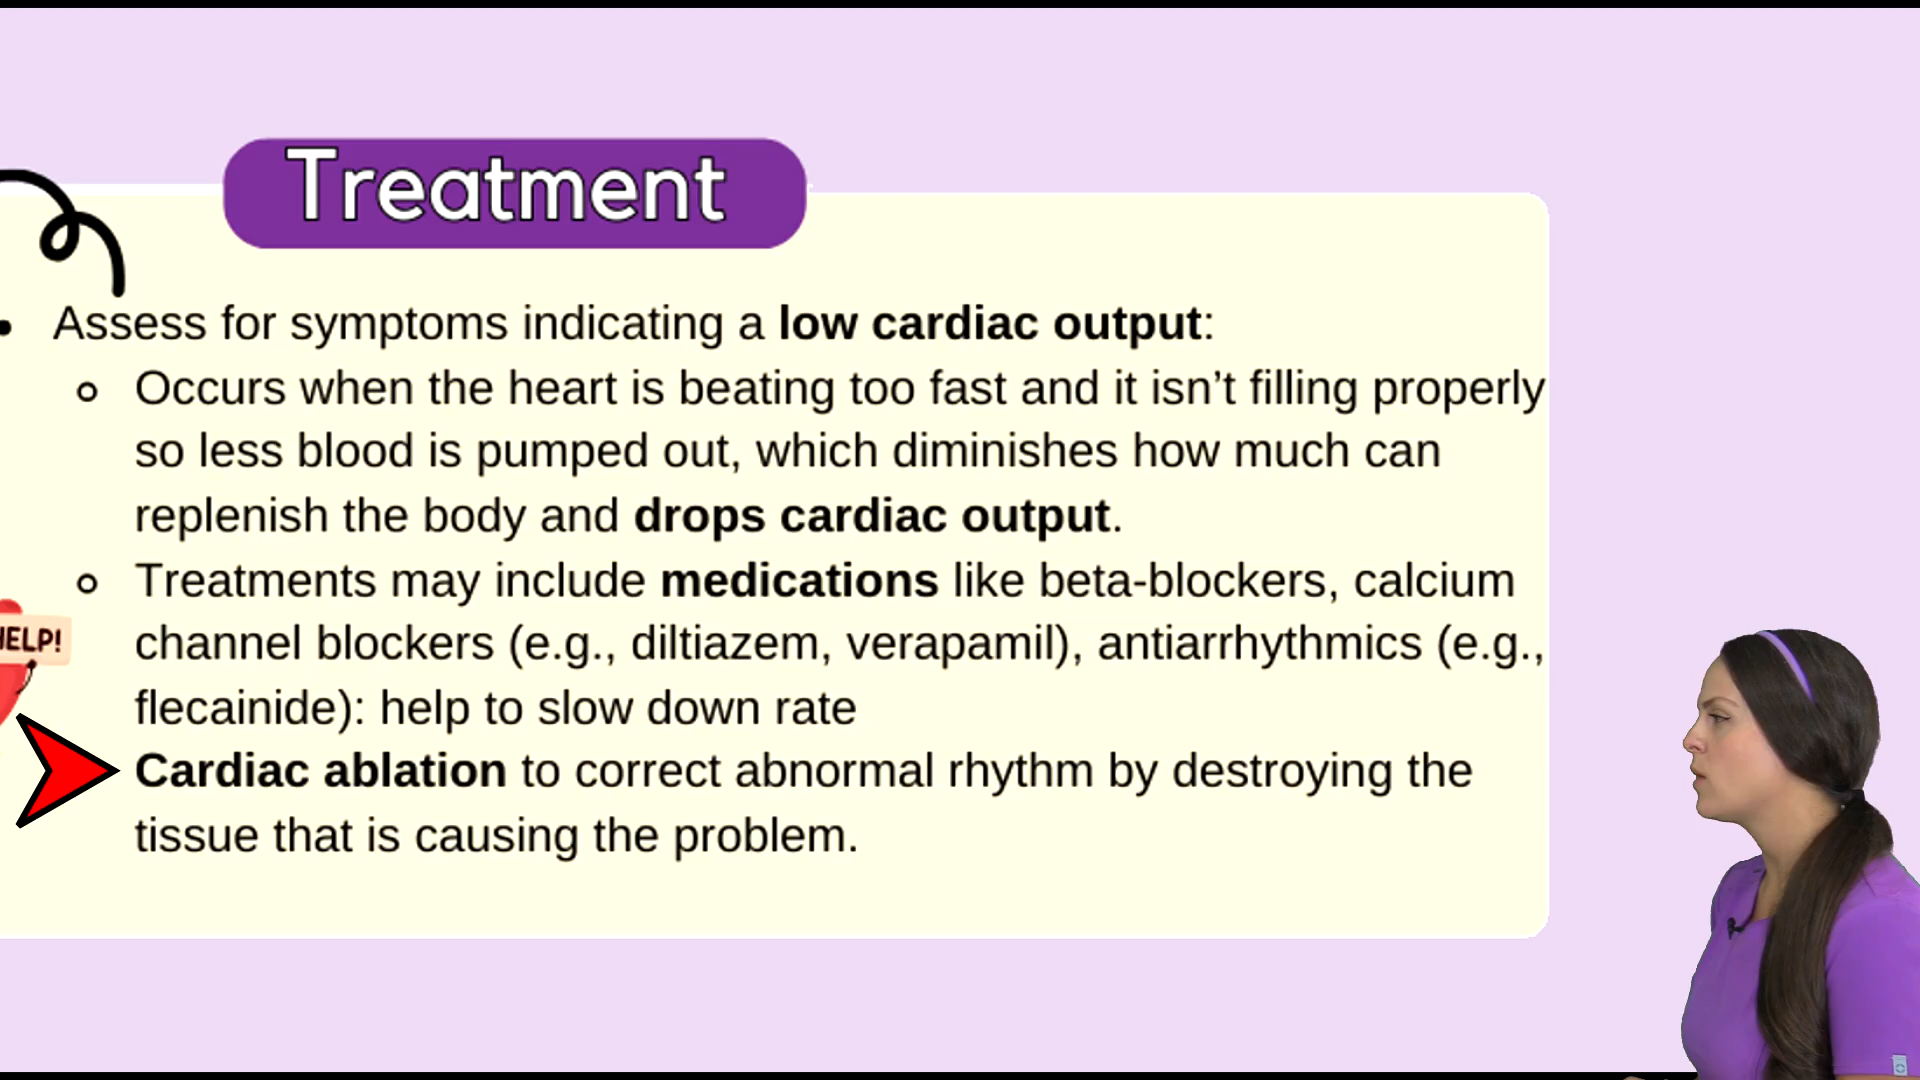 Treatment
Assess for symptoms indicating a low cardiac output:
Occurs when the heart is beating too fast and it isn’t filling properly
so less blood is pumped out, which diminishes how much can
replenish the body and drops cardiac output.
Treatments may include medications like beta-blockers, calcium
channel blockers (e.g., diltiazem, verapamil), antiarrhythmics (e.g.,
flecainide): help to slow down rate
HELP!
Cardiac ablation to correct abnormal rhythm by destroying the
tissue that is causing the problem.